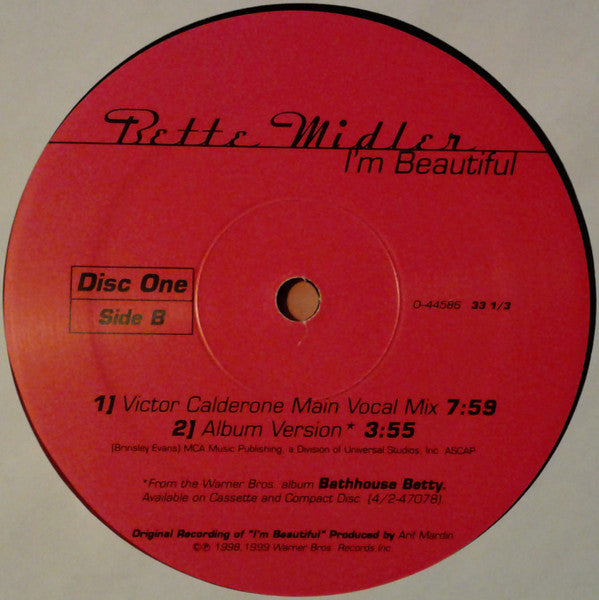 Bette Midler
I'm Beautiful
Disc One
Side B
O-44586 33 1/3
1] Victor Calderone Main Vocal Mix 7:59
2] Album Version* 3:55
(Brinsley Evans) MCA Music Publishing, a Division of Universal Studios, Inc. ASCAP
*From the Warner Bros. album Bathhouse Betty.
Available on Cassette and Compact Disc. (4/2-47078).
Original Recording of "I'm Beautiful" Produced by Arif Mardin
©℗ 1998, 1999 Warner Bros. Records Inc.